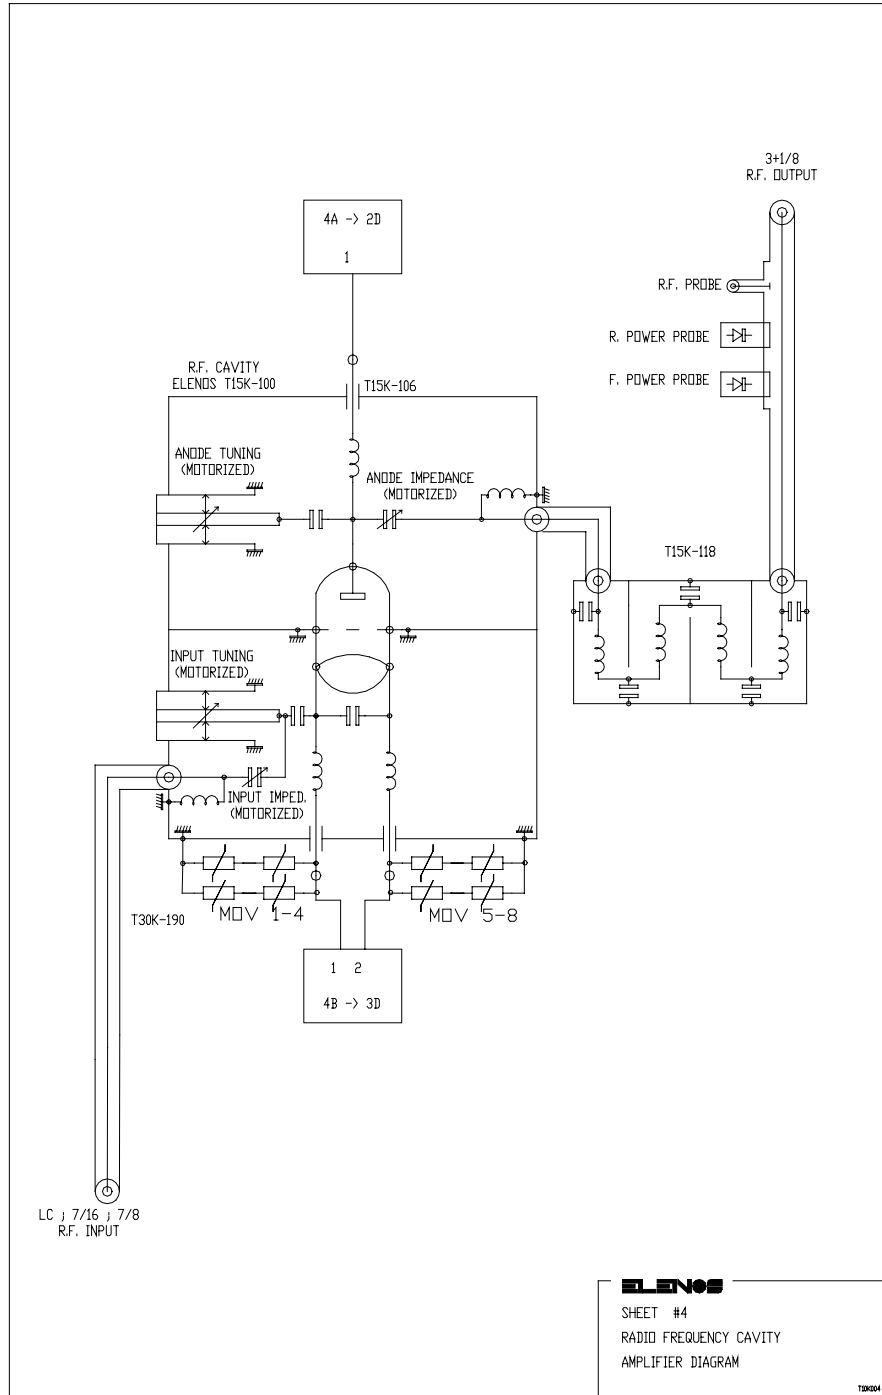 3+1/8
R.F. OUTPUT
4A -> 2D
1
R.F. PROBE
R. POWER PROBE
F. POWER PROBE
R.F. CAVITY
ELENOS T15K-100
T15K-106
ANODE TUNING
(MOTORIZED)
ANODE IMPEDANCE
(MOTORIZED)
T15K-118
INPUT TUNING
(MOTORIZED)
INPUT IMPED.
(MOTORIZED)
T30K-190
MOV 1-4
MOV 5-8
1 2
4B -> 3D
LC ; 7/16 ; 7/8
R.F. INPUT
ELENOS
SHEET #4
RADIO FREQUENCY CAVITY
AMPLIFIER DIAGRAM